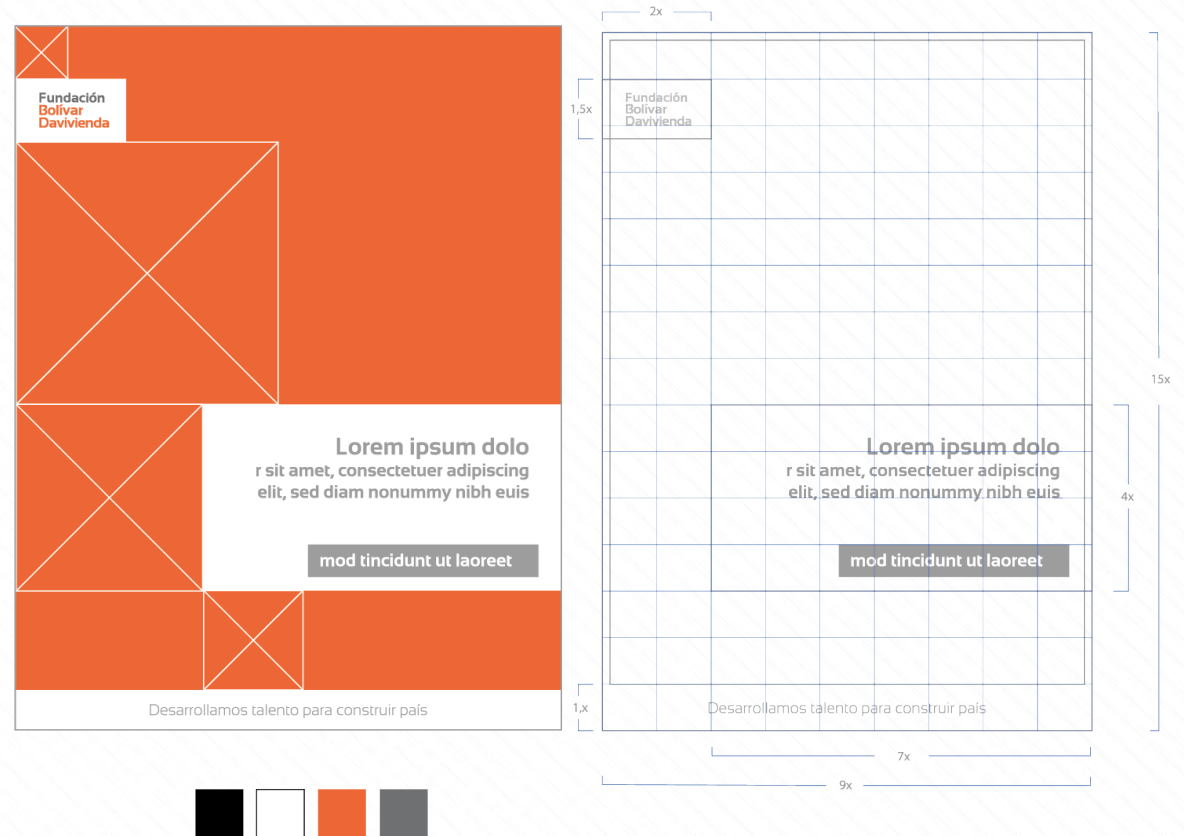 Fundación
Bolívar
Davivienda
Lorem ipsum dolo
r sit amet, consectetuer adipiscing
elit, sed diam nonummy nibh euis
mod tincidunt ut laoreet
Desarrollamos talento para construir país
2x
1,5x
Fundación
Bolívar
Davivienda
15x
Lorem ipsum dolo
r sit amet, consectetuer adipiscing
elit, sed diam nonummy nibh euis
4x
mod tincidunt ut laoreet
1,x
Desarrollamos talento para construir país
7x
9x